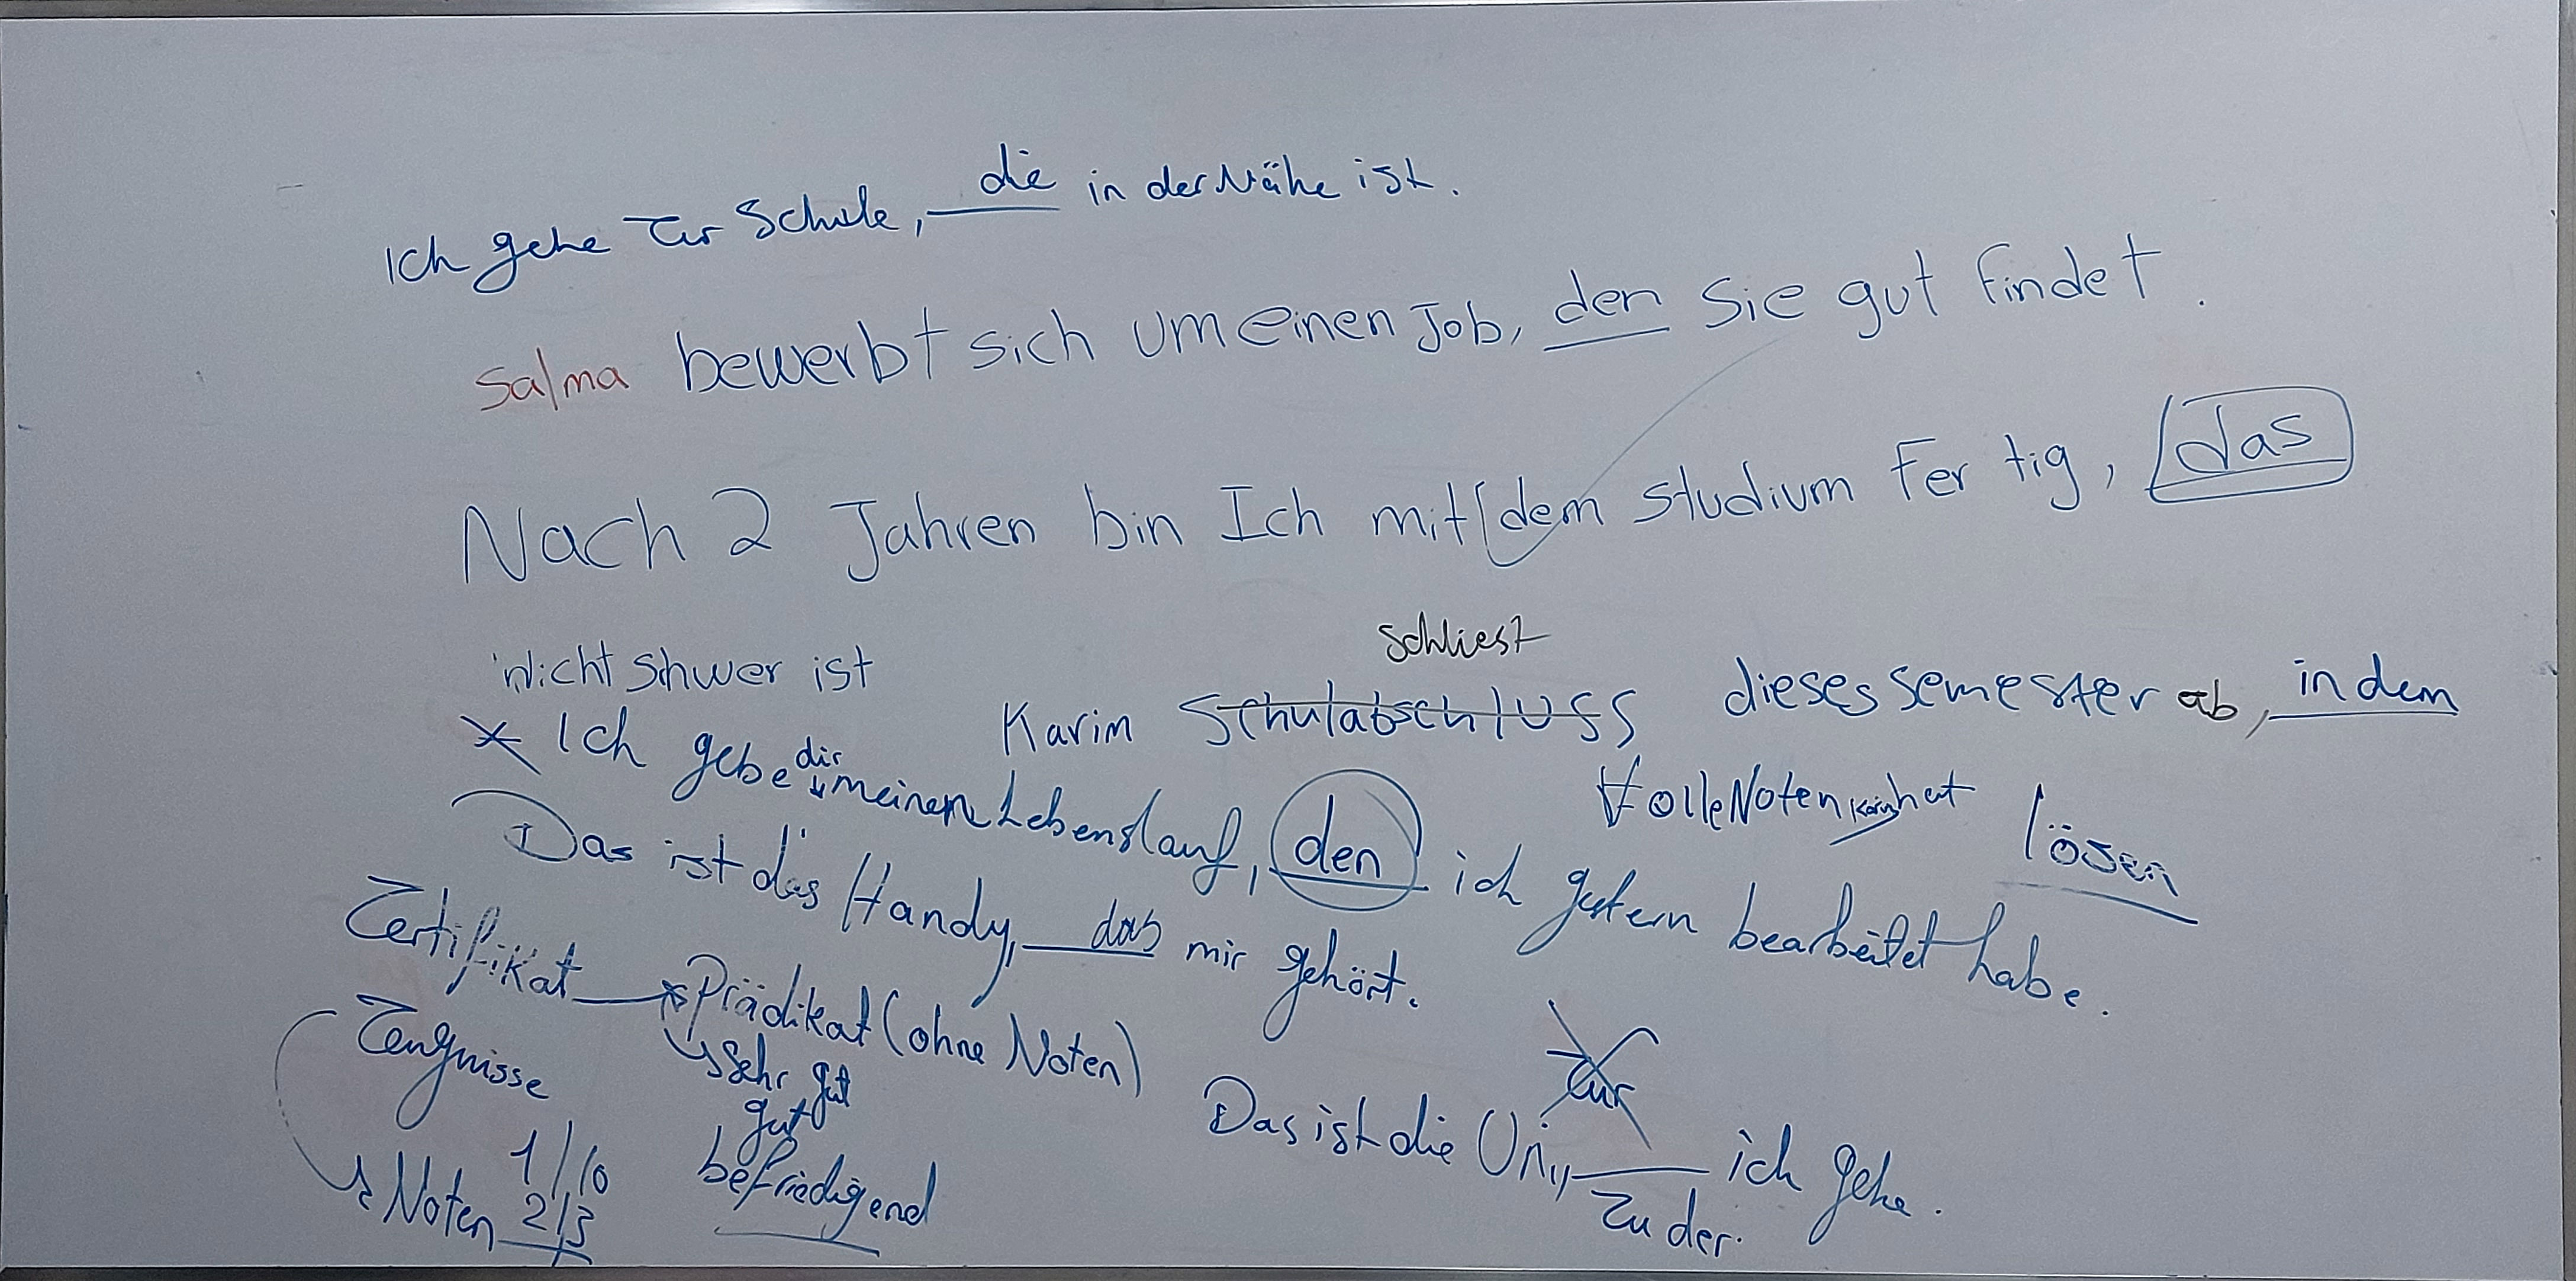 Ich gehe zur Schule, die in der Nähe ist.
Salma bewerbt sich um einen Job, den sie gut findet.
Nach 2 Jahren bin Ich mit dem Studium Fertig, das
nicht shwer ist
schliest
Karim Schulabschluss dieses semester ab, in dem
Volle Noten hat
lösen
Ich gebe dir meinen Lebenslauf, den ich gestern bearbeitet habe.
Das ist das Handy, das mir gehört.
Zertifikat → Prädikat (ohne Noten)
sehr gut
gut
befriedigend
Zeugnisse
Noten 1/10
2/3
zur
Das ist die Uni, ich gehe.
zu der.